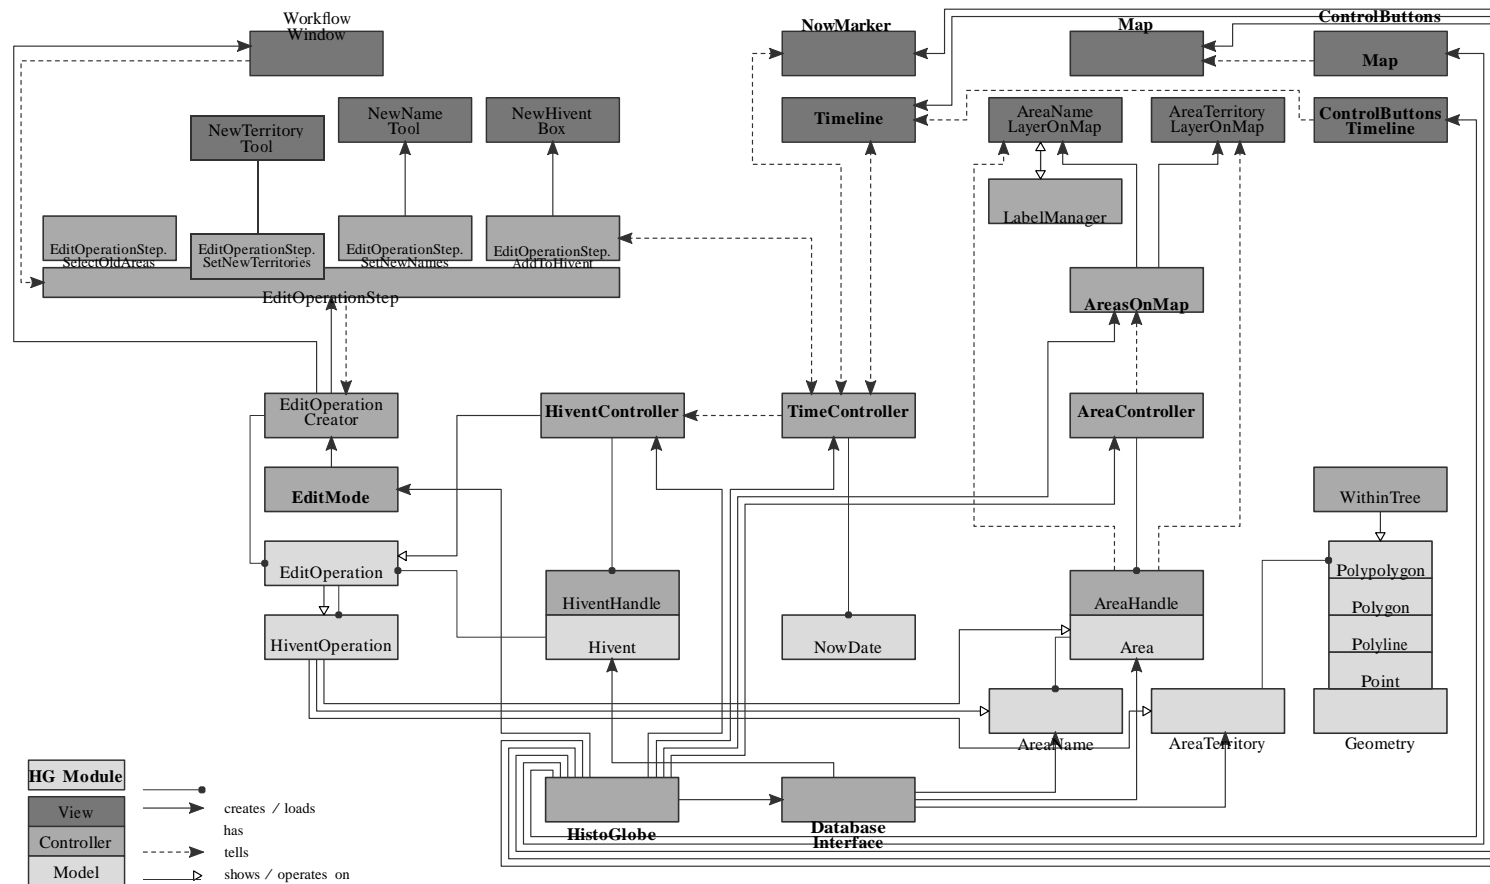 Workflow
Window
NowMarker
Map
ControlButtons
Map
NewTerritory
Tool
NewName
Tool
NewHivent
Box
Timeline
AreaName
LayerOnMap
AreaTerritory
LayerOnMap
ControlButtons
Timeline
LabelManager
EditOperationStep.
SelectOldAreas
EditOperationStep.
SetNewTerritories
EditOperationStep.
SetNewNames
EditOperationStep.
AddToHivent
EditOperationStep
AreasOnMap
EditOperation
Creator
HiventController
TimeController
AreaController
EditMode
WithinTree
EditOperation
HiventHandle
AreaHandle
Polypolygon
Polygon
HiventOperation
Hivent
NowDate
Area
Polyline
Point
AreaName
AreaTerritory
Geometry
HistoGlobe
Database
Interface
HG Module
View
Controller
Model
creates / loads
has
tells
shows / operates on